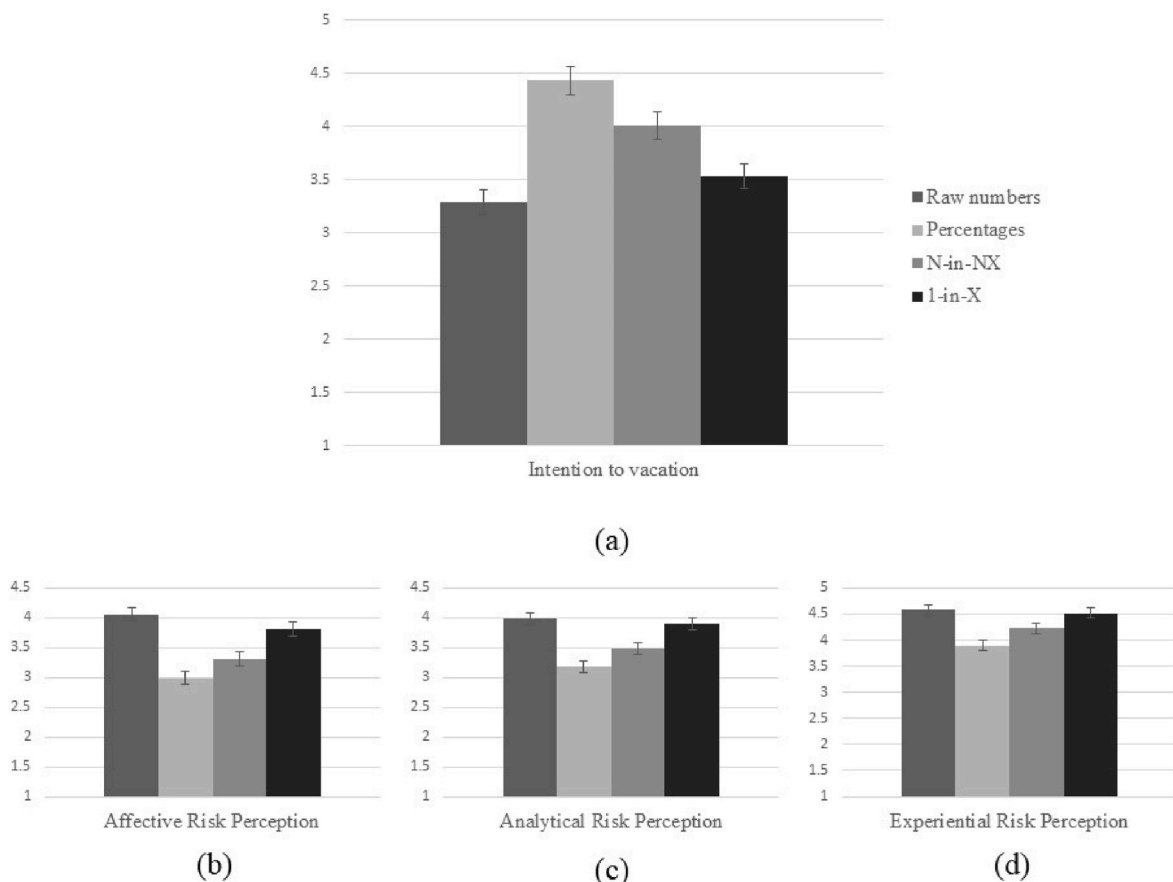 5
4.5
4
3.5
3
2.5
2
1.5
1
Intention to vacation
Raw numbers
Percentages
N-in-NX
1-in-X
(a)
4.5
4
3.5
3
2.5
2
1.5
1
Affective Risk Perception
(b)
4.5
4
3.5
3
2.5
2
1.5
1
Analytical Risk Perception
(c)
5
4.5
4
3.5
3
2.5
2
1.5
1
Experiential Risk Perception
(d)